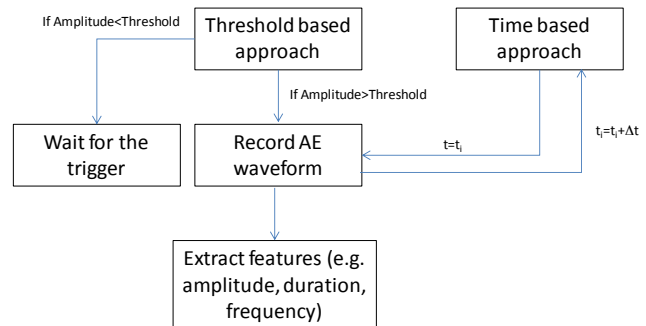 If Amplitude<Threshold
Threshold based
approach
Time based
approach
If Amplitude>Threshold
Wait for the
trigger
Record AE
waveform
t=tᵢ
tᵢ=tᵢ+Δt
Extract features (e.g.
amplitude, duration,
frequency)